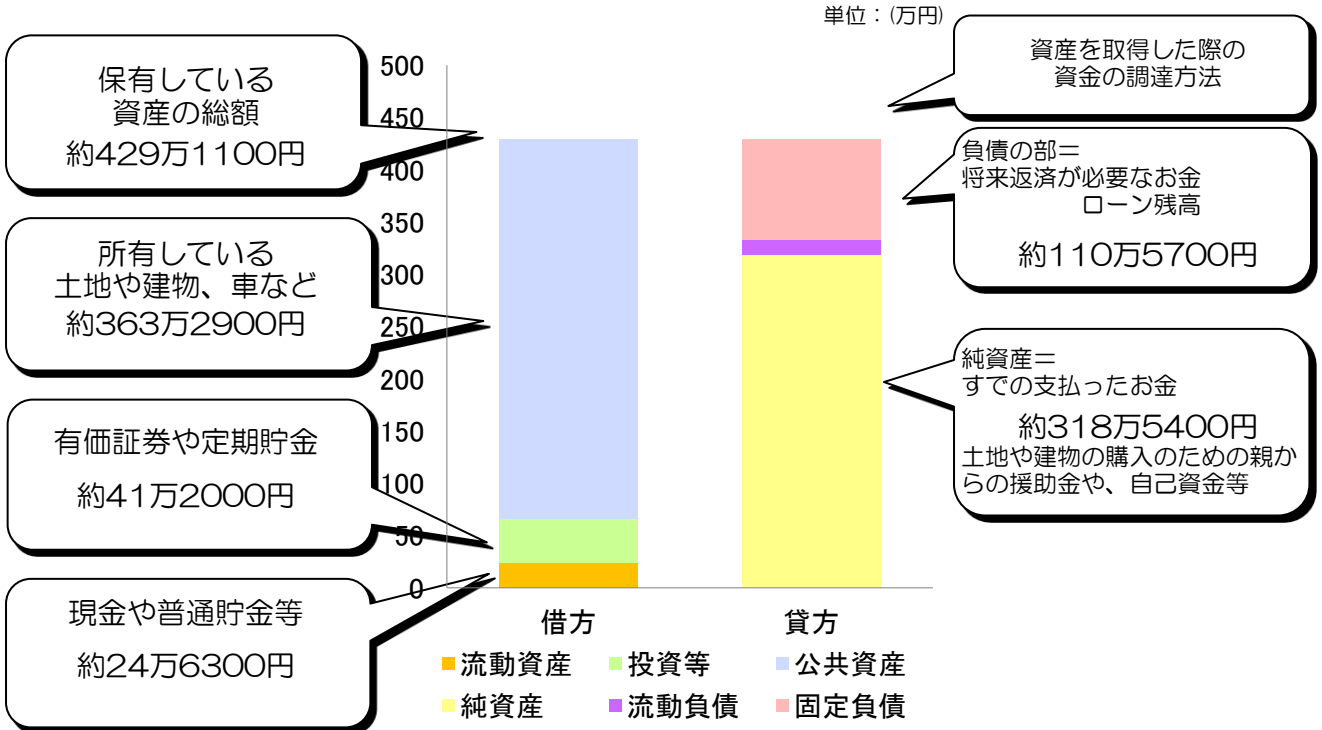 単位：(万円)
保有している
資産の総額
約429万1100円
所有している
土地や建物、車など
約363万2900円
有価証券や定期貯金
約41万2000円
現金や普通貯金等
約24万6300円
500
450
400
350
300
250
200
150
100
50
0
借方
貸方
流動資産
投資等
公共資産
純資産
流動負債
固定負債
資産を取得した際の
資金の調達方法
負債の部＝
将来返済が必要なお金
ローン残高
約110万5700円
純資産＝
すでの支払ったお金
約318万5400円
土地や建物の購入のための親か
らの援助金や、自己資金等